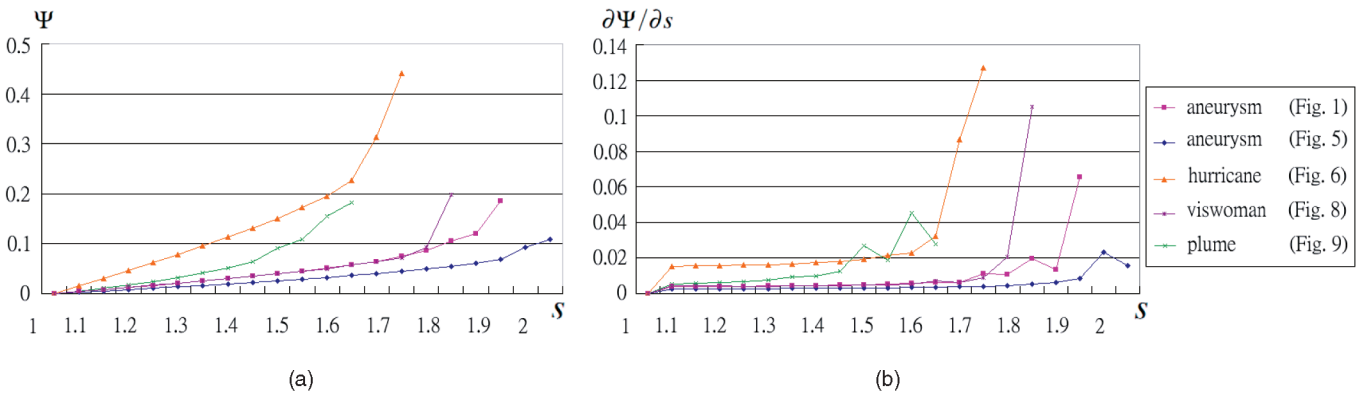 Ψ
0.5
0.4
0.3
0.2
0.1
0
1 1.1 1.2 1.3 1.4 1.5 1.6 1.7 1.8 1.9 2 s
(a)
∂Ψ/∂s
0.14
0.12
0.1
0.08
0.06
0.04
0.02
0
1 1.1 1.2 1.3 1.4 1.5 1.6 1.7 1.8 1.9 2 s
(b)
aneurysm (Fig. 1)
aneurysm (Fig. 5)
hurricane (Fig. 6)
viswoman (Fig. 8)
plume (Fig. 9)